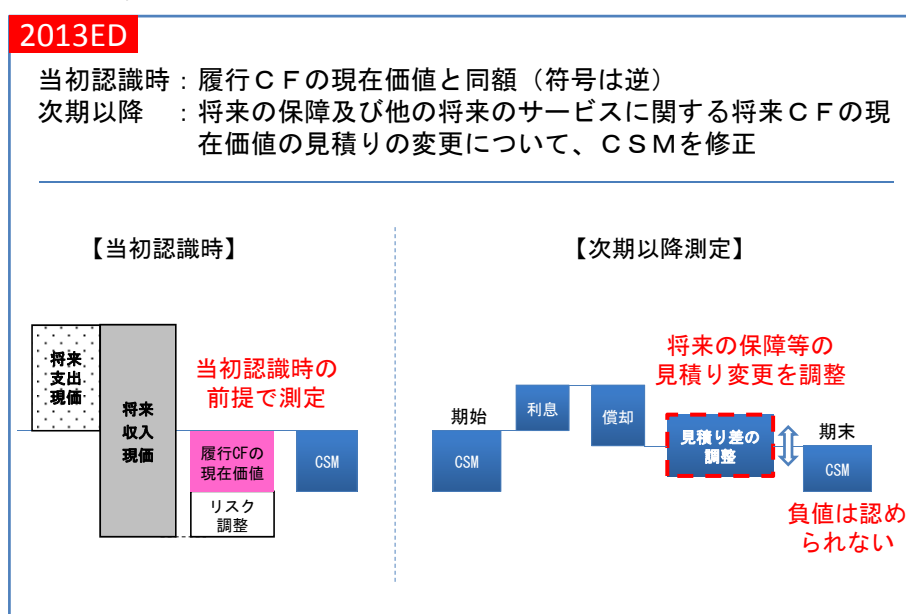 2013ED
当初認識時：履行ＣＦの現在価値と同額（符号は逆）
次期以降　：将来の保障及び他の将来のサービスに関する将来ＣＦの現
在価値の見積りの変更について、ＣＳＭを修正
【当初認識時】
将来
支出
現価
将来
収入
現価
当初認識時の
前提で測定
履行CFの
現在価値
リスク
調整
CSM
【次期以降測定】
将来の保障等の
見積り変更を調整
期始
CSM
利息
償却
見積り差の
調整
期末
CSM
負値は認め
られない